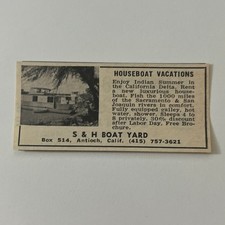 HOUSEBOAT VACATIONS
Enjoy Indian Summer in
the California Delta. Rent
a new luxurious house-
boat. Fish the 1000 miles
of the Sacramento & San
Joaquin rivers in comfort.
Fully equipped galley, hot
water, shower. Sleeps 4 to
8 privately. 30% discount
after Labor Day. Free Bro-
chure.
S & H BOAT YARD
Box 514, Antioch, Calif. (415) 757-3621